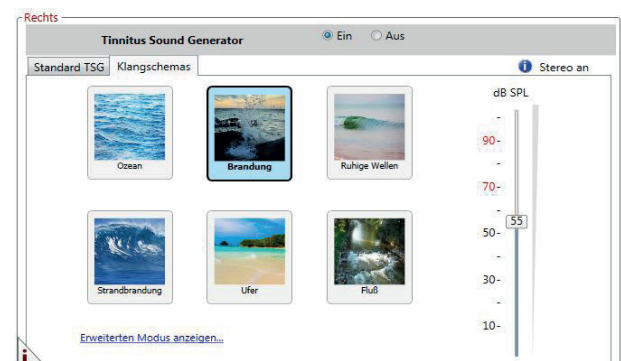 Rechts
Tinnitus Sound Generator
Ein
Aus
Standard TSG
Klangschemas
Stereo an
dB SPL
Ozean
Brandung
Ruhige Wellen
Strandbrandung
Ufer
Fluß
90-
70-
55
50-
30-
10-
Erweiterten Modus anzeigen...